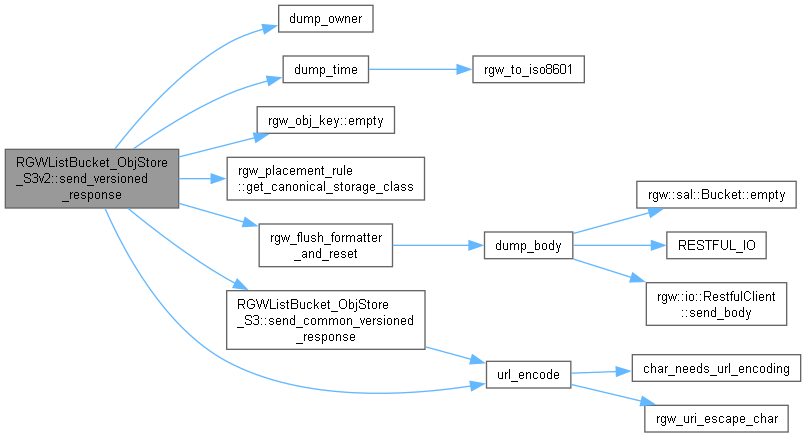 RGWListBucket_ObjStore
_S3v2::send_versioned
_response
dump_owner
dump_time
rgw_to_iso8601
rgw_obj_key::empty
rgw_placement_rule
::get_canonical_storage_class
rgw_flush_formatter
_and_reset
dump_body
rgw::sal::Bucket::empty
RESTFUL_IO
rgw::io::RestfulClient
::send_body
RGWListBucket_ObjStore
_S3::send_common_versioned
_response
url_encode
char_needs_url_encoding
rgw_uri_escape_char